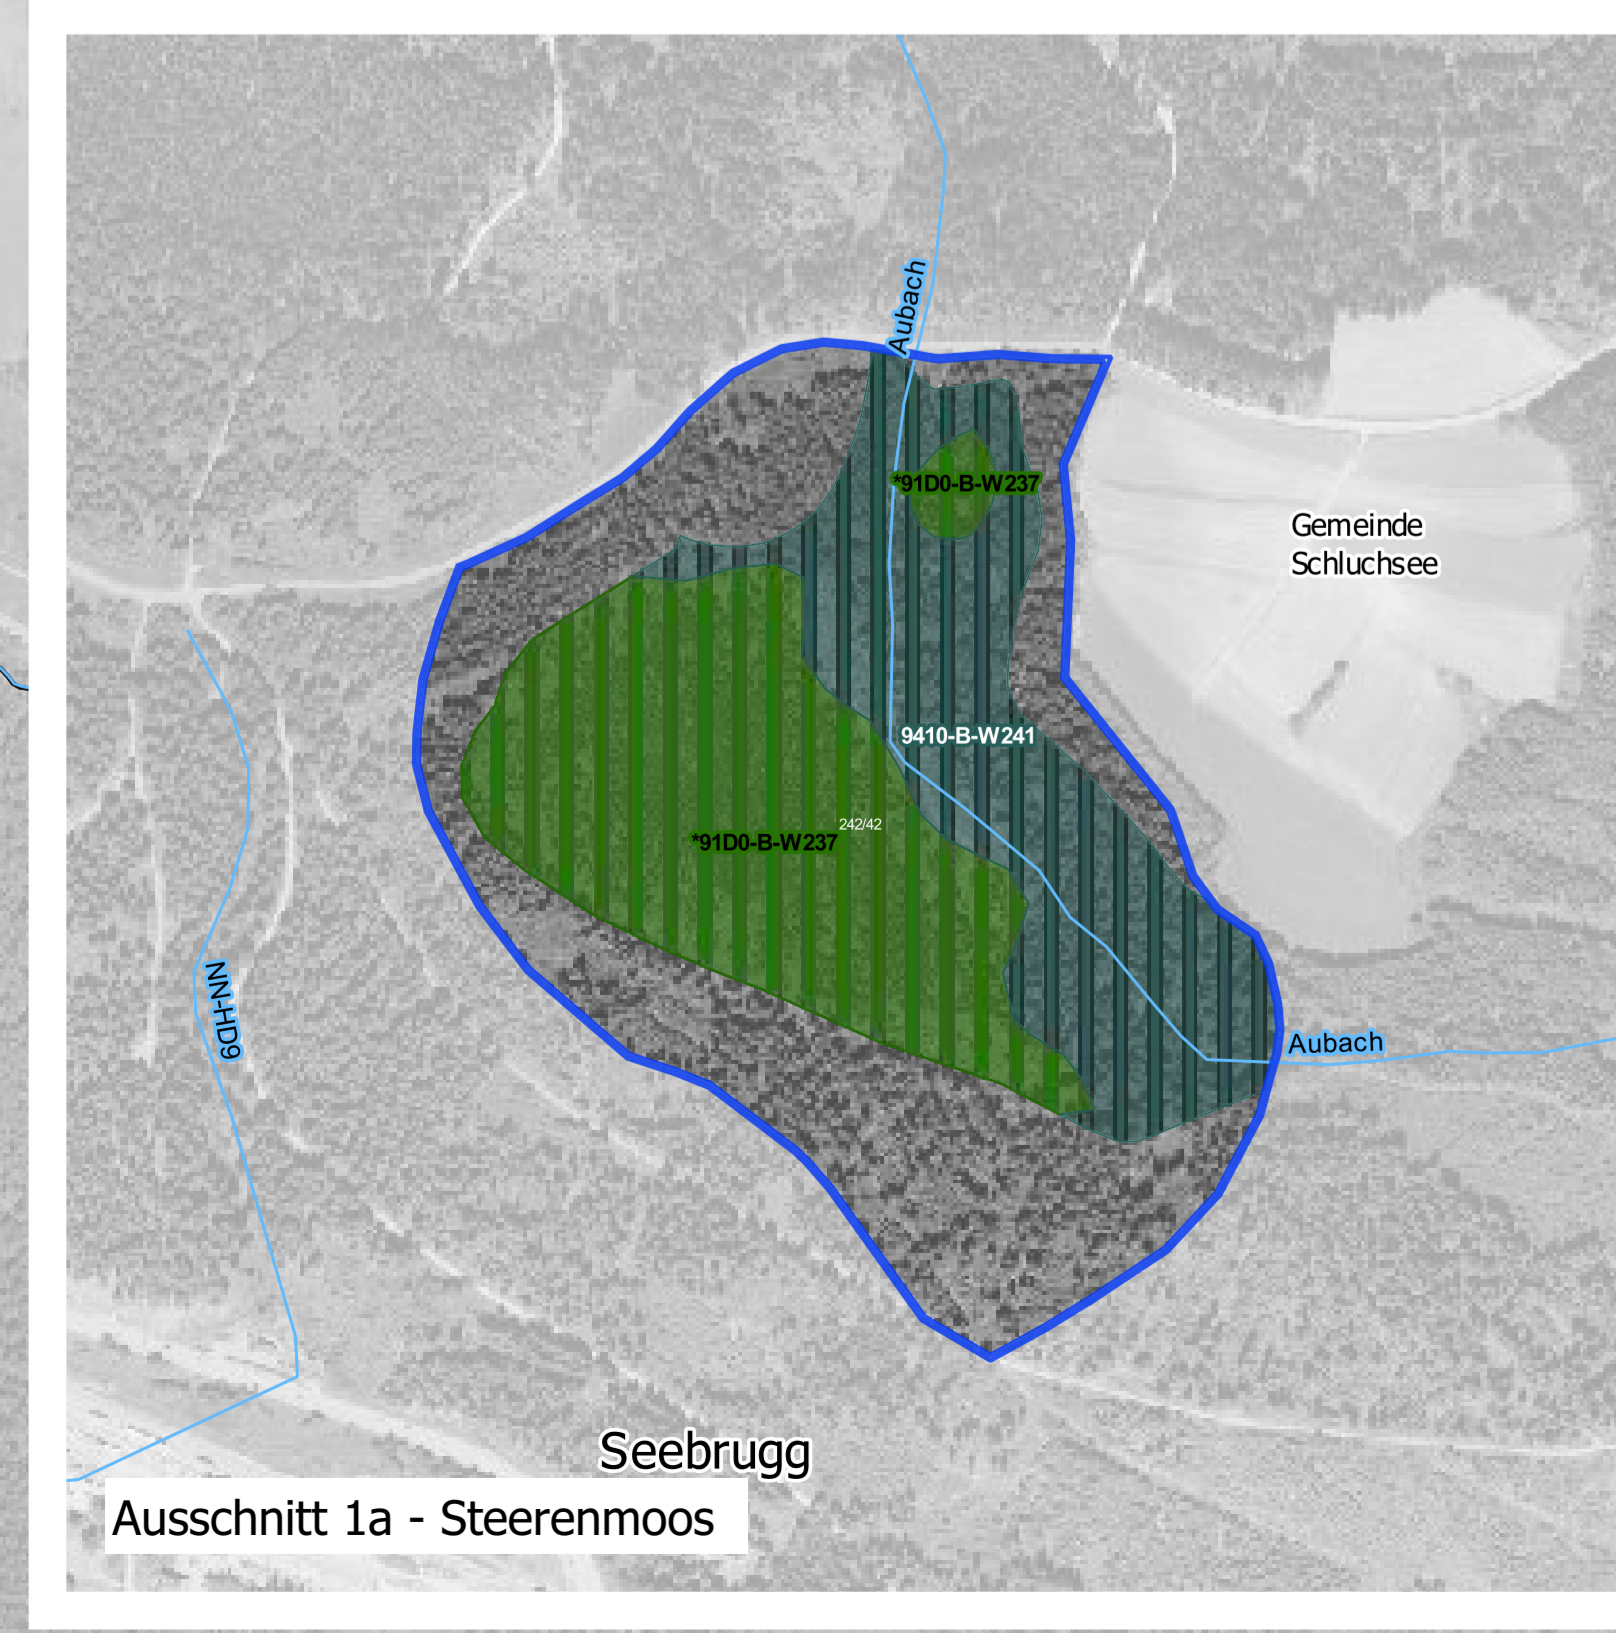 Aubach
*91D0-B-W237
Gemeinde
Schluchsee
9410-B-W241
242/42
*91D0-B-W237
NN-HD9
Aubach
Seebrugg
Ausschnitt 1a - Steerenmoos